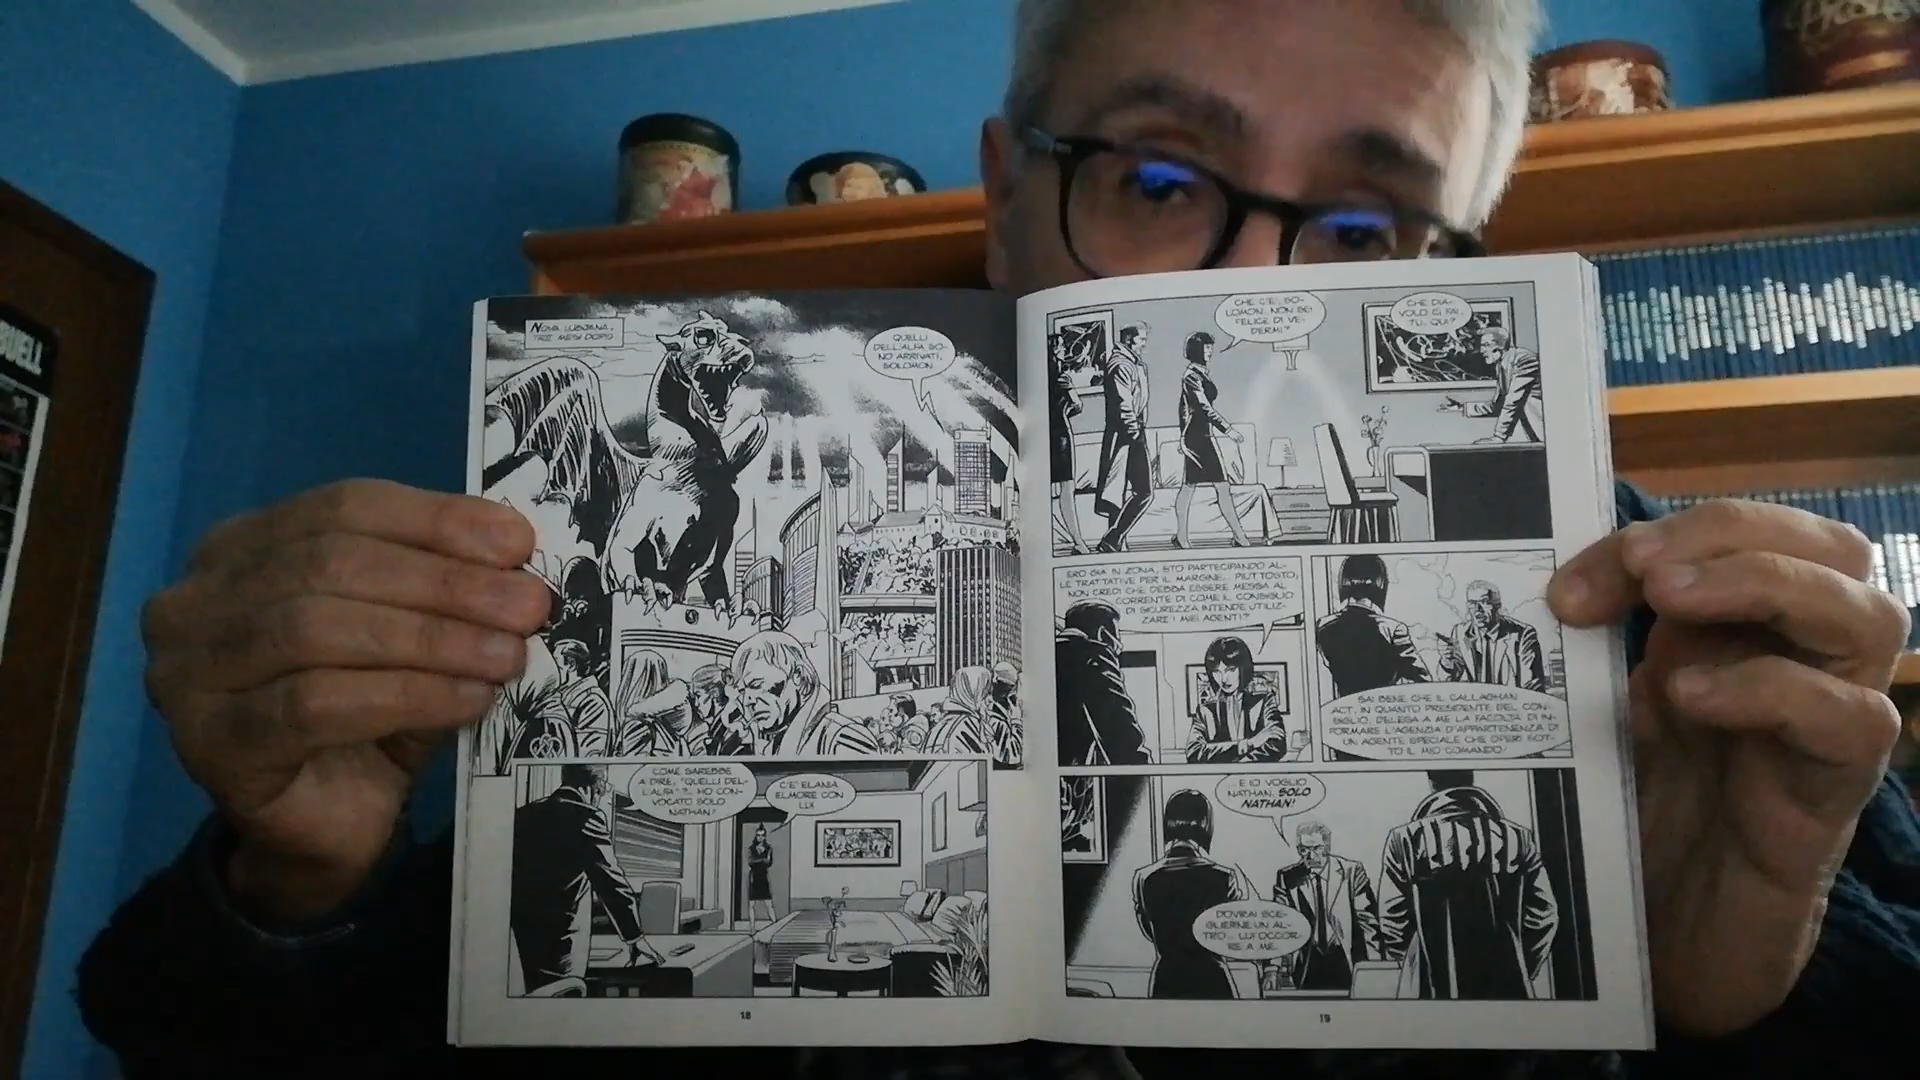 NOVA LUBJANA,
TRE MESI DOPO
QUELLI
DELL'ALFA SO-
NO ARRIVATI,
SOLOMON
COME SAREBBE
A DIRE, "QUELLI DEL-
L'ALFA"?... HO CON-
VOCATO SOLO
NATHAN!
C'E' ELANIA
ELMORE CON
LUI
18
CHE C'E', SO-
LOMON, NON SEI
FELICE DI VE-
DERMI?
CHE DIA-
VOLO CI FAI,
TU, QUI?
ERO GIA' IN ZONA, STO PARTECIPANDO AL-
LE TRATTATIVE PER IL MARGINE... PIUTTOSTO,
NON CREDI CHE DEBBA ESSERE MESSA AL
CORRENTE DI COME IL CONSIGLIO
DI SICUREZZA INTENDE UTILIZ-
ZARE I MIEI AGENTI?
SAI BENE CHE IL CALLAGHAN
ACT, IN QUANTO PRESIDENTE DEL CON-
SIGLIO, DELEGA A ME LA FACOLTA' DI IN-
FORMARE L'AGENZIA D'APPARTENENZA DI
UN AGENTE SPECIALE CHE OPERI SOT-
TO IL MIO COMANDO!
... E IO VOGLIO
NATHAN. SOLO
NATHAN!
DOVRAI SCE-
GLIERNE UN AL-
TRO... LUI OCCOR-
RE A ME.
19
BUELL